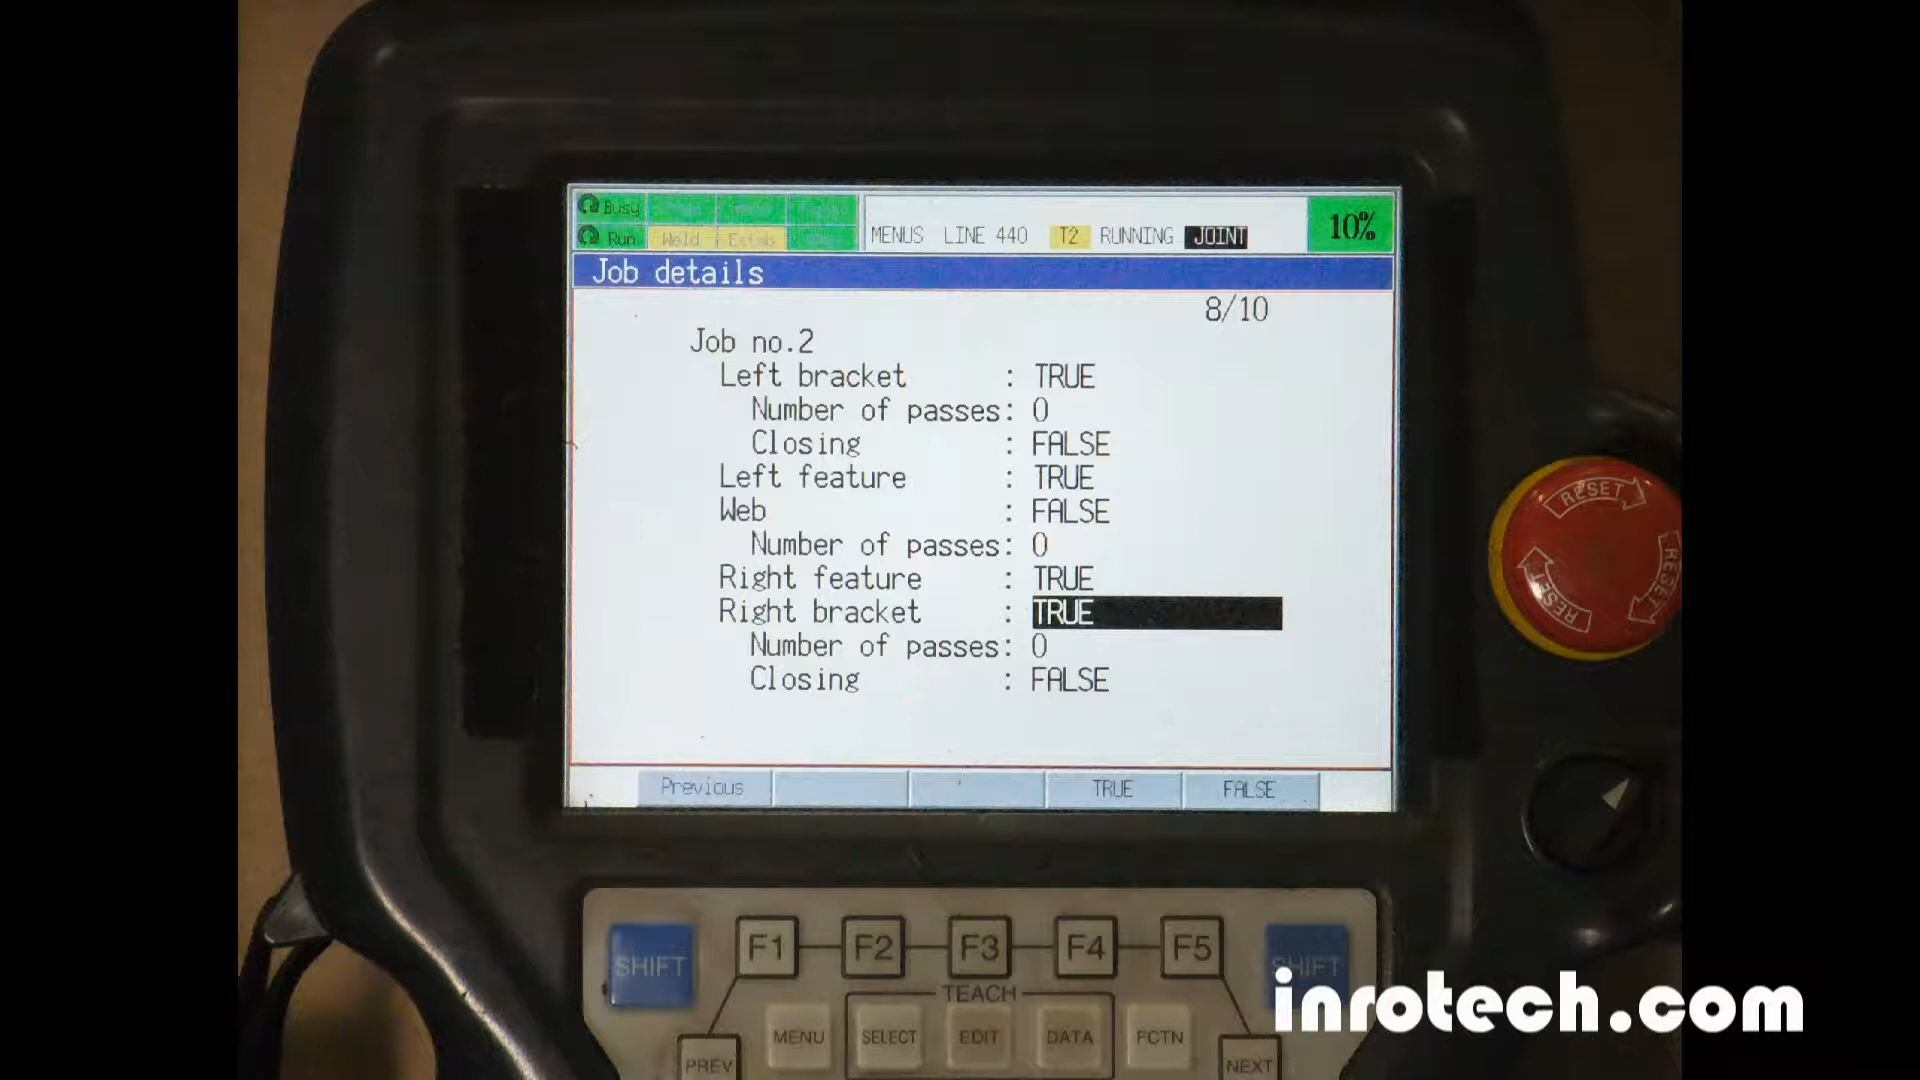 Busy
Run Weld
MENUS LINE 440 T2 RUNNING JOINT
10%
Job details
8/10
Job no.2
Left bracket : TRUE
Number of passes: 0
Closing : FALSE
Left feature : TRUE
Web : FALSE
Number of passes: 0
Right feature : TRUE
Right bracket : TRUE
Number of passes: 0
Closing : FALSE
Previous TRUE FALSE
RESET
RESET
RESET
SHIFT F1 F2 F3 F4 F5 SHIFT
TEACH
MENU SELECT EDIT DATA FCTN
PREV NEXT
inrotech.com